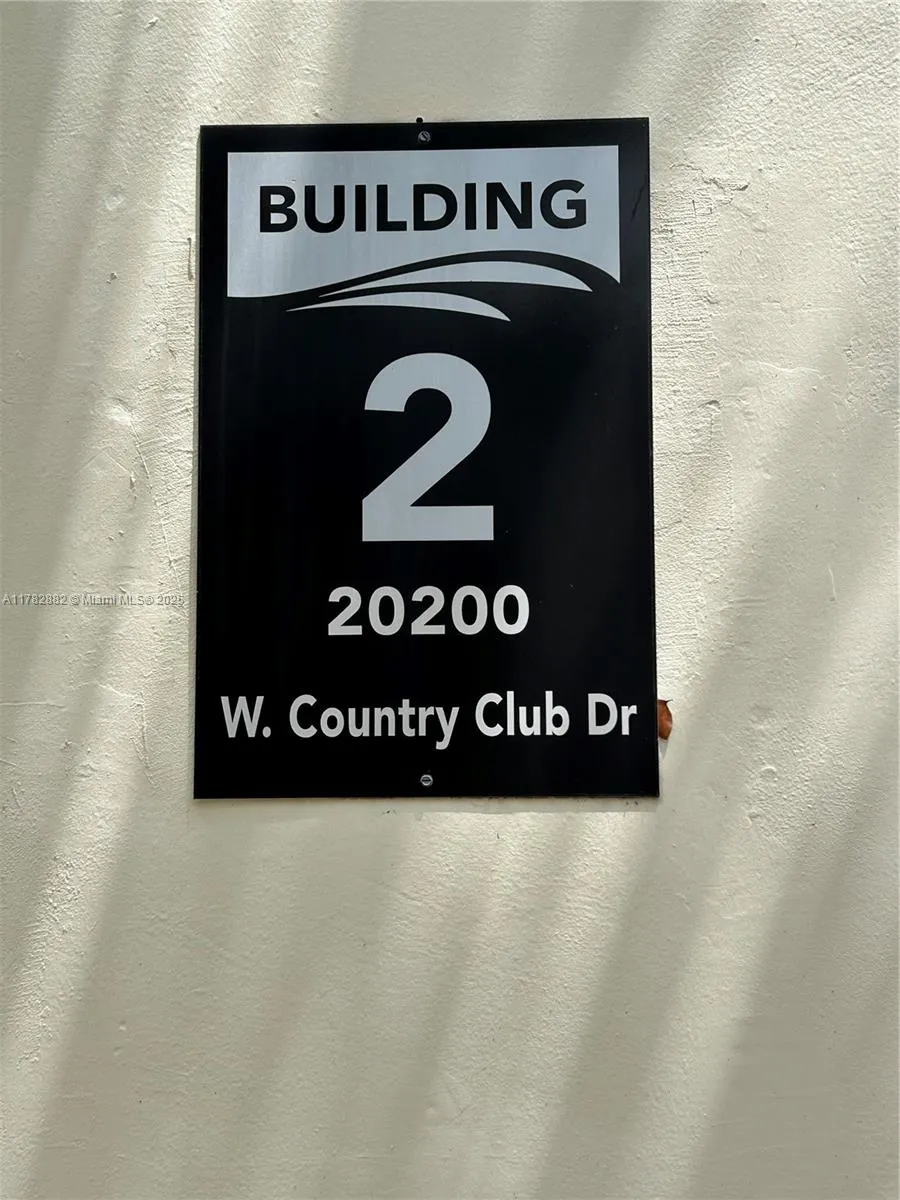 BUILDING
2
20200
A11782882 © Miami MLS® 2025
W. Country Club Dr